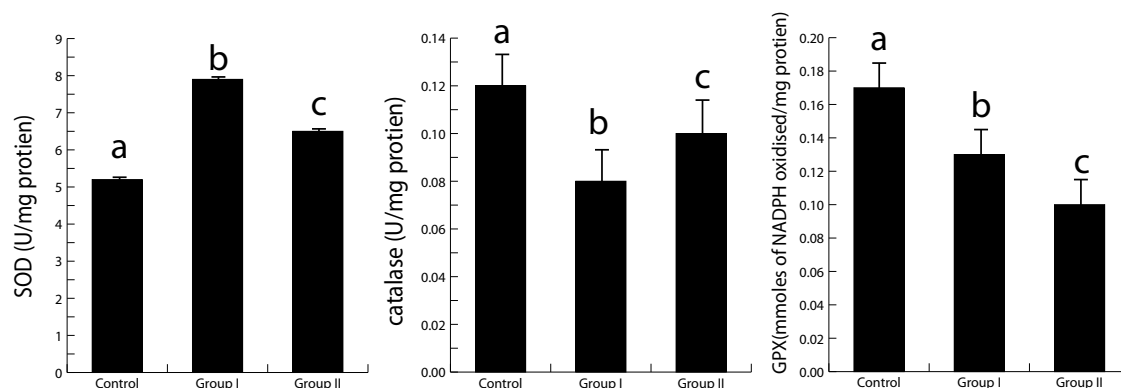 SOD (U/mg protien)
9
8
7
6
5
4
3
2
1
0
a
b
c
Control
Group I
Group II
catalase (U/mg protien)
0.14
0.12
0.10
0.08
0.06
0.04
0.02
0.00
a
b
c
Control
Group I
Group II
GPX(mmoles of NADPH oxidised/mg protien)
0.20
0.18
0.16
0.14
0.12
0.10
0.08
0.06
0.04
0.02
0.00
a
b
c
Control
Group I
Group II